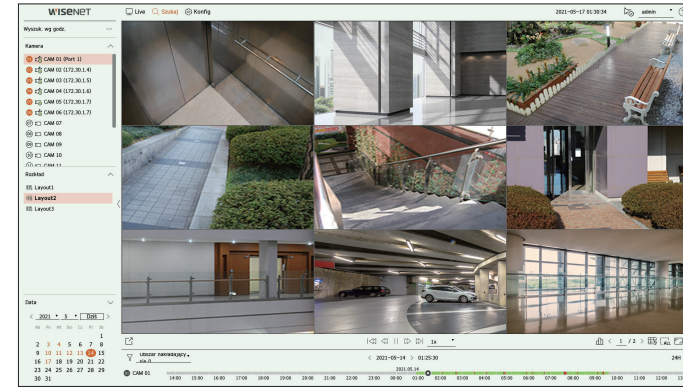 WISENET
Live Szukaj Konfig
2021-05-17 01:30:34 admin
Wyszuk. wg godz. ...
Kamera
CAM 01 (Port 1)
CAM 02 (172.30.1.4)
CAM 03 (172.30.1.5)
CAM 04 (172.30.1.6)
CAM 05 (172.30.1.7)
CAM 06 (172.30.1.7)
CAM 07
CAM 08
CAM 09
CAM 10
CAM 11
Rozkład
Layout1
Layout2
Layout3
Data
< 2021 5 Dziś >
1
2 3 4 5 6 7 8
9 10 11 12 13 14 15
16 17 18 19 20 21 22
23 24 25 26 27 28 29
30 31
1x
< 1 / 2 > ALL
Obszar nakładający.
< 2021-05-14 > 01:25:30
24H
2021.05.14
CAM 01
14:00 15:00 16:00 17:00 18:00 19:00 20:00 21:00 22:00 23:00 00:00 01:00 02:00 03:00 04:00 05:00 06:00 07:00 08:00 09:00 10:00 11:00 12:00